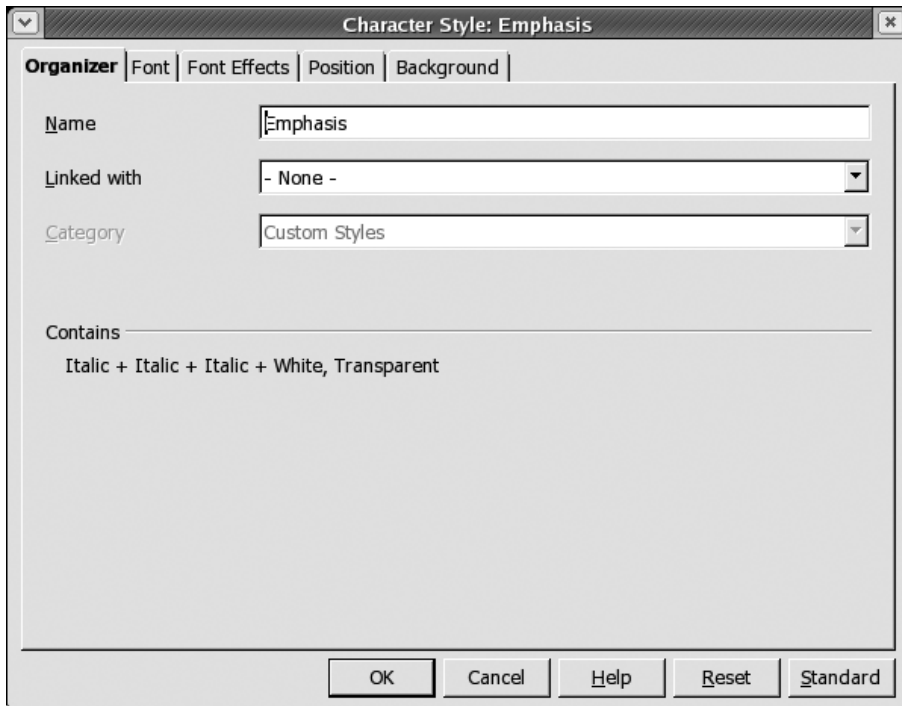 Character Style: Emphasis
Organizer Font Font Effects Position Background
Name Emphasis
Linked with - None -
Category Custom Styles
Contains
Italic + Italic + Italic + White, Transparent
OK Cancel Help Reset Standard